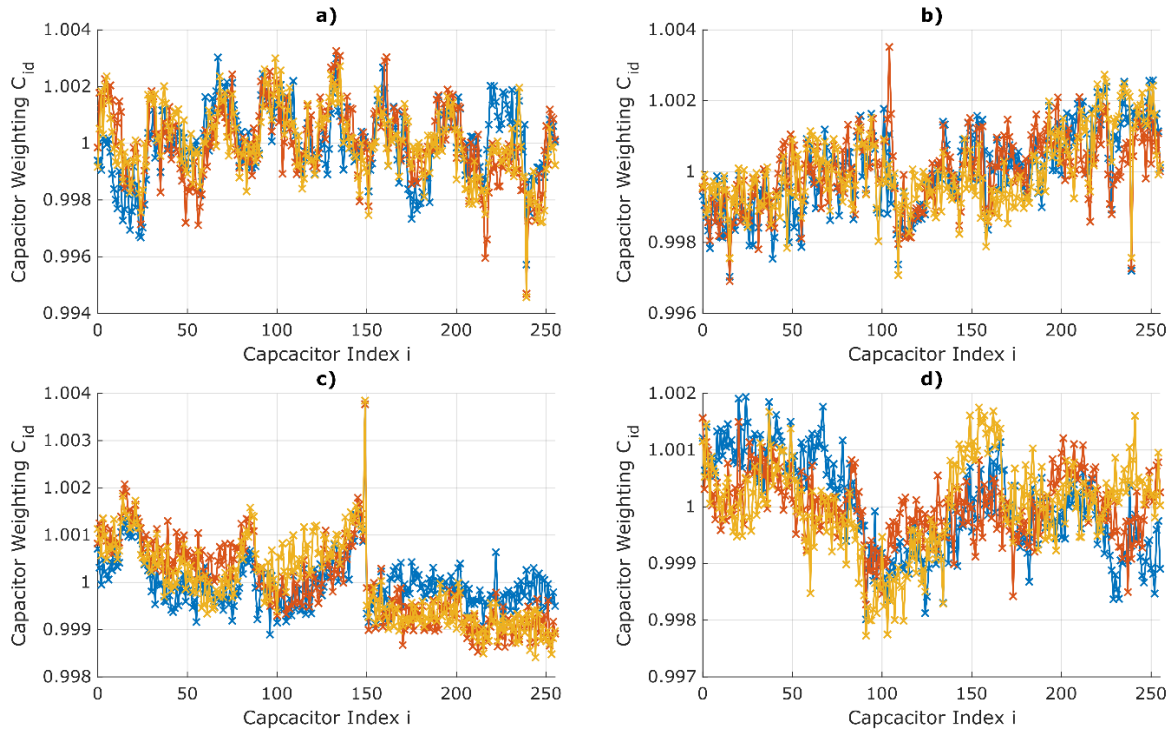 a)
1.004
1.002
1
0.998
0.996
0.994
0 50 100 150 200 250
Capcacitor Index i
Capacitor Weighting C_id
b)
1.004
1.002
1
0.998
0.996
0 50 100 150 200 250
Capcacitor Index i
Capacitor Weighting C_id
c)
1.004
1.003
1.002
1.001
1
0.999
0.998
0 50 100 150 200 250
Capcacitor Index i
Capacitor Weighting C_id
d)
1.002
1.001
1
0.999
0.998
0.997
0 50 100 150 200 250
Capcacitor Index i
Capacitor Weighting C_id